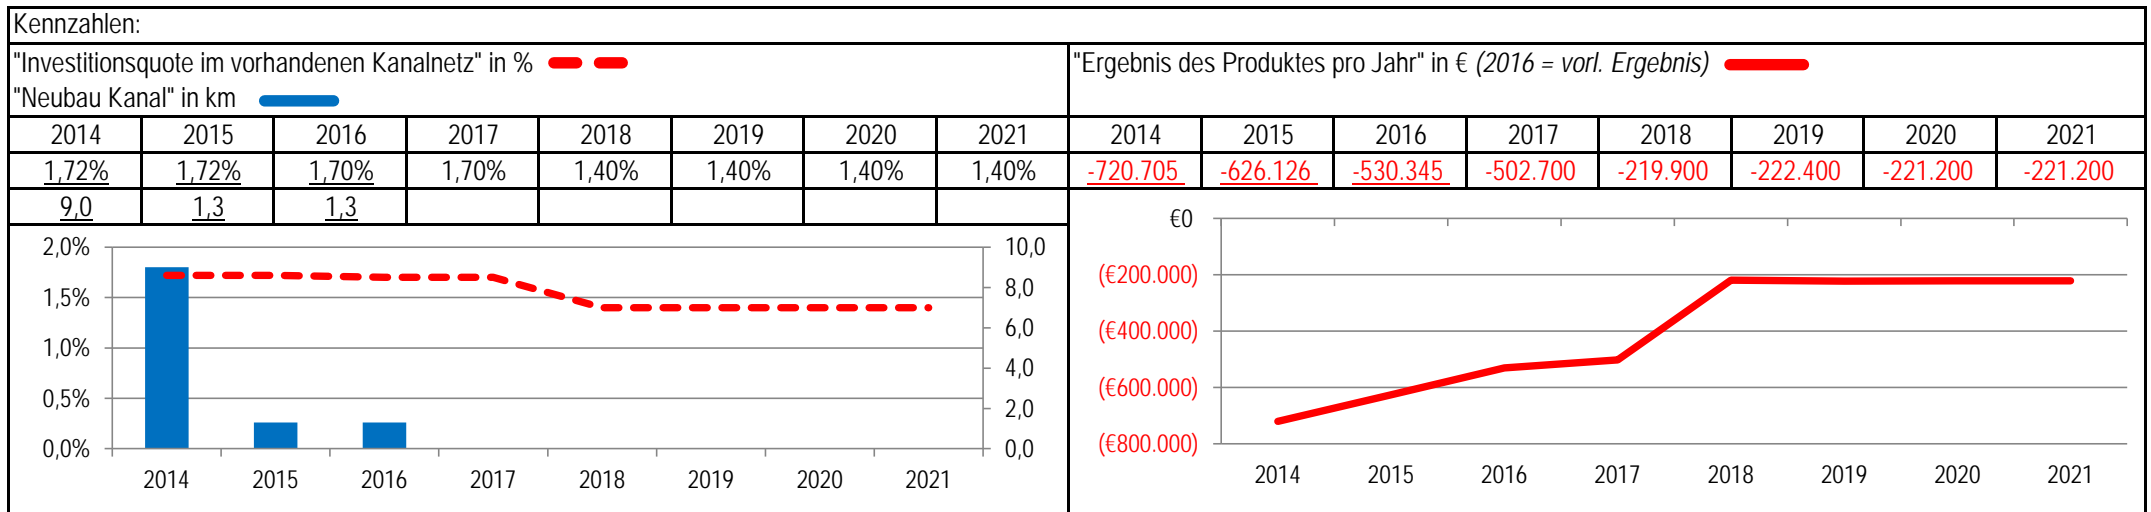 Kennzahlen:
"Investitionsquote im vorhandenen Kanalnetz" in %
"Neubau Kanal" in km
"Ergebnis des Produktes pro Jahr" in € (2016 = vorl. Ergebnis)
2014 2015 2016 2017 2018 2019 2020 2021
1,72% 1,72% 1,70% 1,70% 1,40% 1,40% 1,40% 1,40%
9,0 1,3 1,3
2014 2015 2016 2017 2018 2019 2020 2021
-720.705 -626.126 -530.345 -502.700 -219.900 -222.400 -221.200 -221.200
2,0%
1,5%
1,0%
0,5%
0,0%
10,0
8,0
6,0
4,0
2,0
0,0
2014 2015 2016 2017 2018 2019 2020 2021
€0
(€200.000)
(€400.000)
(€600.000)
(€800.000)
2014 2015 2016 2017 2018 2019 2020 2021